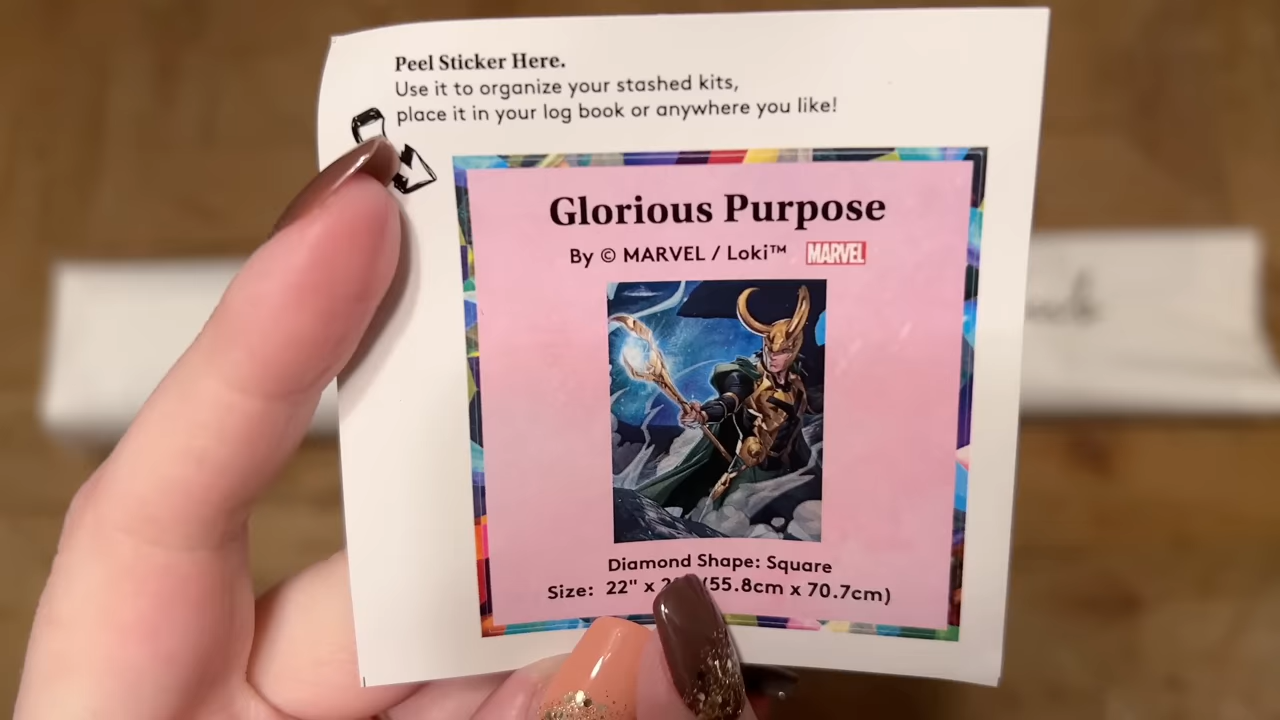 Peel Sticker Here.
Use it to organize your stashed kits,
place it in your log book or anywhere you like!
Glorious Purpose
By © MARVEL / Loki™ MARVEL
Diamond Shape: Square
Size: 22" x (55.8cm x 70.7cm)